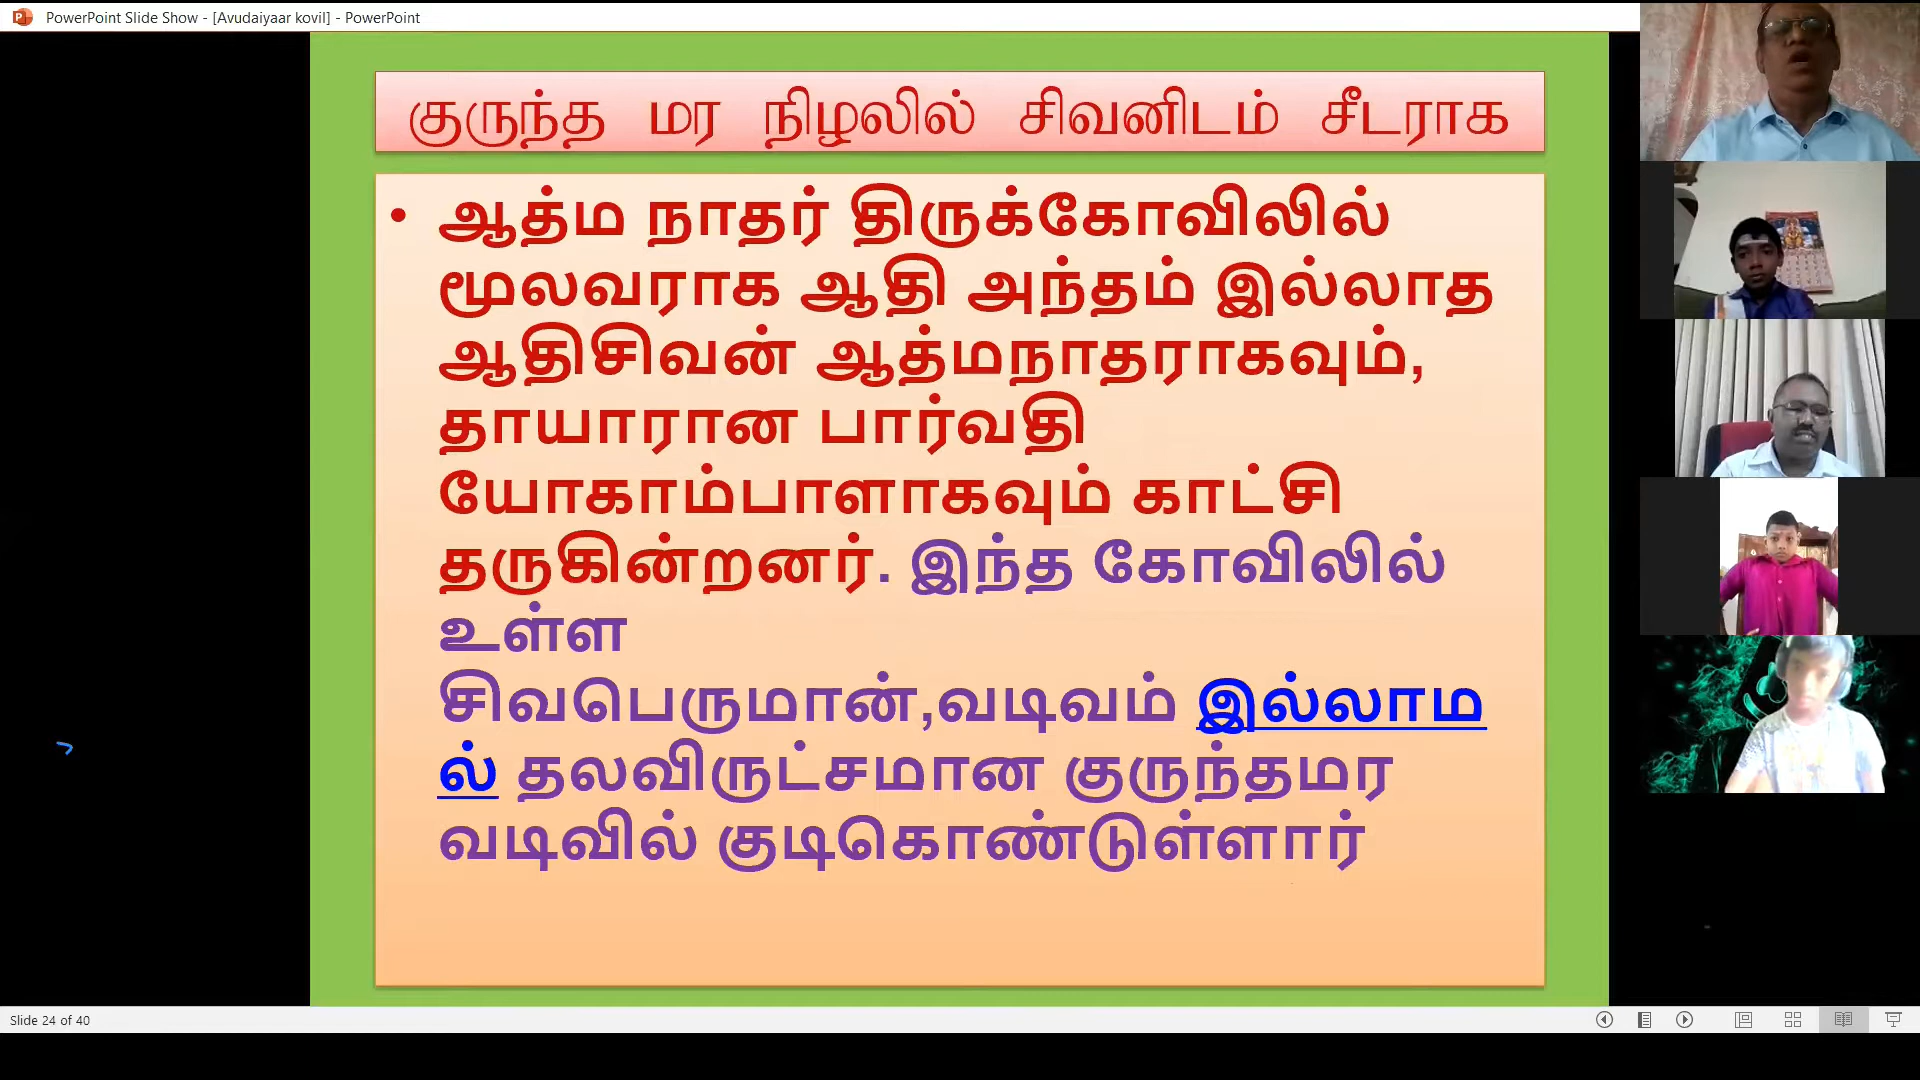 PowerPoint Slide Show - [Avudaiyaar kovil] - PowerPoint
குருந்த மர நிழலில் சிவனிடம் சீடராக
• ஆத்ம நாதர் திருக்கோவிலில்
மூலவராக ஆதி அந்தம் இல்லாத
ஆதிசிவன் ஆத்மநாதராகவும்,
தாயாரான பார்வதி
யோகாம்பாளாகவும் காட்சி
தருகின்றனர். இந்த கோவிலில்
உள்ள
சிவபெருமான்,வடிவம் இல்லாம
ல் தலவிருட்சமான குருந்தமர
வடிவில் குடிகொண்டுள்ளார்
Slide 24 of 40